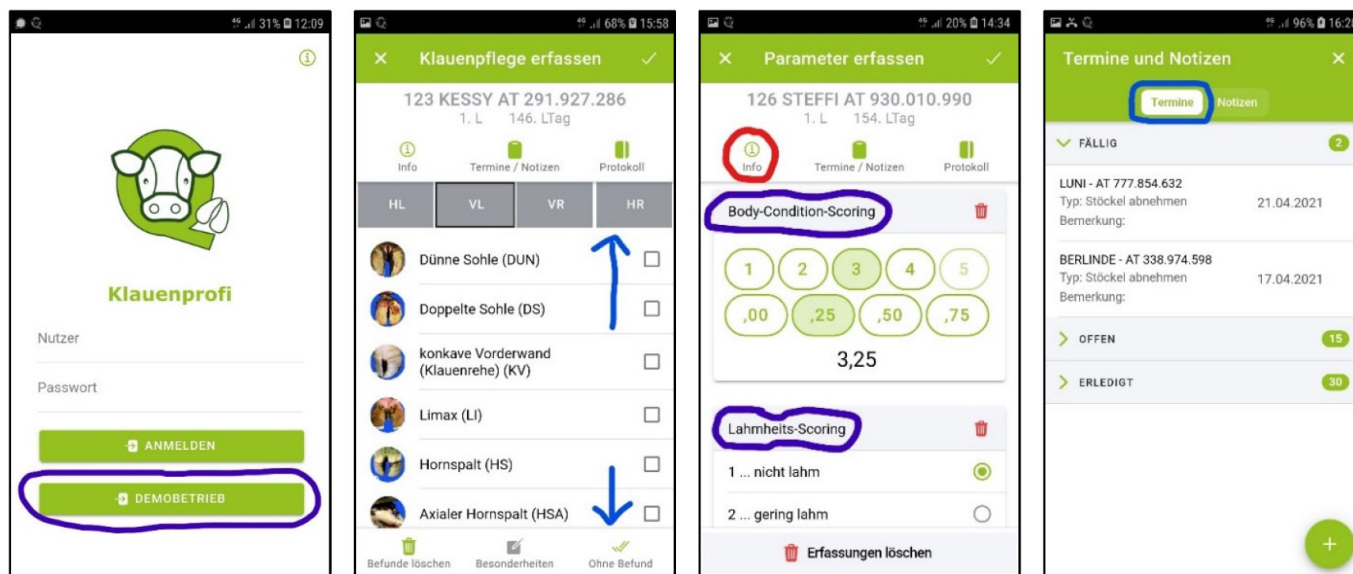 4G 31% 12:09
Klauenprofi
Nutzer
Passwort
ANMELDEN
DEMOBETRIEB
4G 68% 15:58
Klauenpflege erfassen
123 KESSY AT 291.927.286
1. L 146. LTag
Info Termine / Notizen Protokoll
HL VL VR HR
Dünne Sohle (DUN)
Doppelte Sohle (DS)
konkave Vorderwand
(Klauenrehe) (KV)
Limax (LI)
Hornspalt (HS)
Axialer Hornspalt (HSA)
Befunde löschen Besonderheiten Ohne Befund
4G 20% 14:34
Parameter erfassen
126 STEFFI AT 930.010.990
1. L 154. LTag
Info Termine / Notizen Protokoll
Body-Condition-Scoring
1 2 3 4 5
,00 ,25 ,50 ,75
3,25
Lahmheits-Scoring
1 ... nicht lahm
2 ... gering lahm
Erfassungen löschen
4G 96% 16:28
Termine und Notizen
Termine Notizen
FÄLLIG 2
LUNI - AT 777.854.632
Typ: Stöckel abnehmen 21.04.2021
Bemerkung:
BERLINDE - AT 338.974.598
Typ: Stöckel abnehmen 17.04.2021
Bemerkung:
OFFEN 15
ERLEDIGT 30